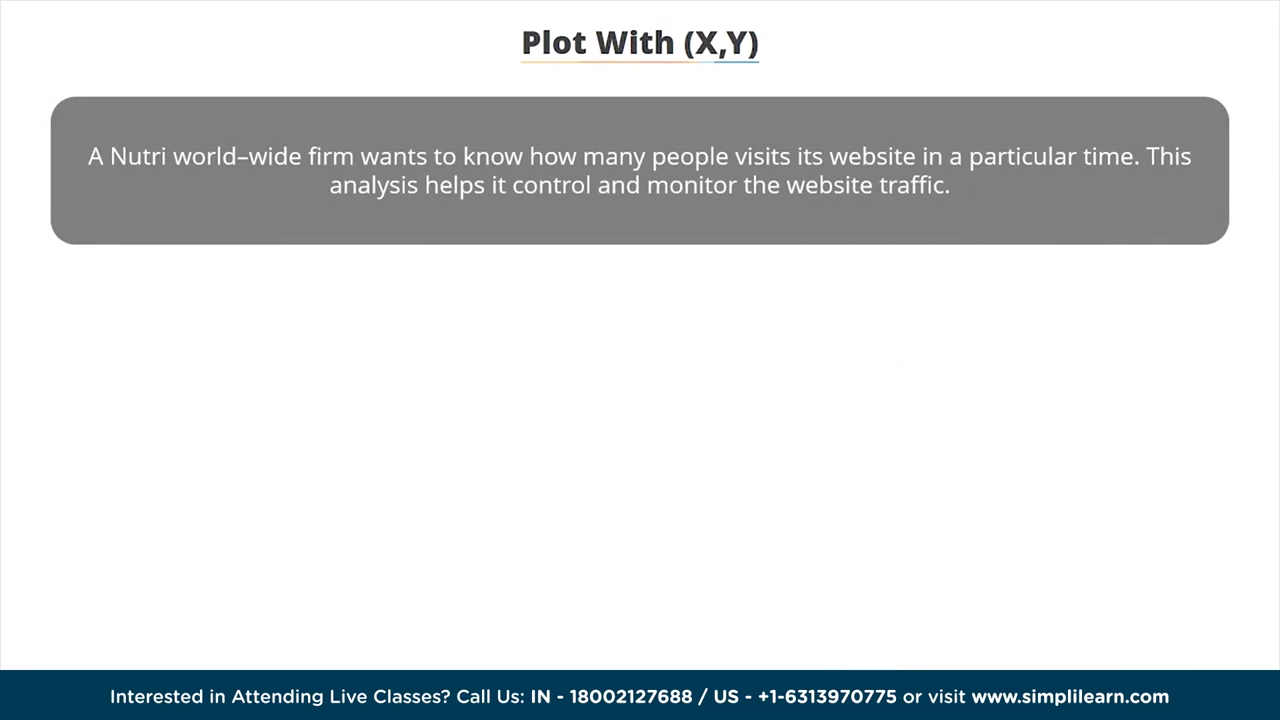 Plot With (X,Y)
A Nutri world–wide firm wants to know how many people visits its website in a particular time. This
analysis helps it control and monitor the website traffic.
Interested in Attending Live Classes? Call Us: IN - 18002127688 / US - +1-6313970775 or visit www.simplilearn.com